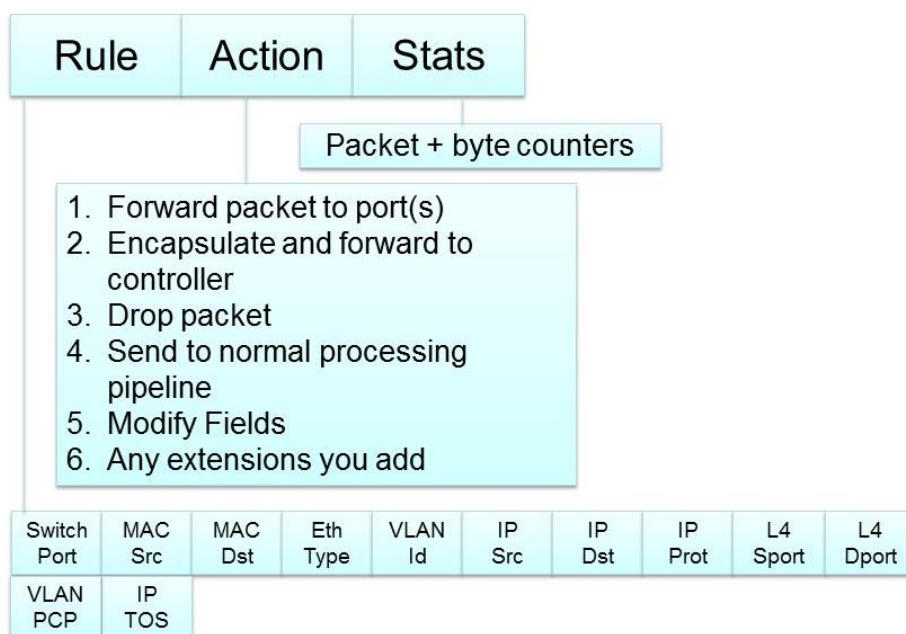 Rule Action Stats
Packet + byte counters
1. Forward packet to port(s)
2. Encapsulate and forward to
controller
3. Drop packet
4. Send to normal processing
pipeline
5. Modify Fields
6. Any extensions you add
Switch Port MAC Src MAC Dst Eth Type VLAN Id IP Src IP Dst IP Prot L4 Sport L4 Dport
VLAN PCP IP TOS